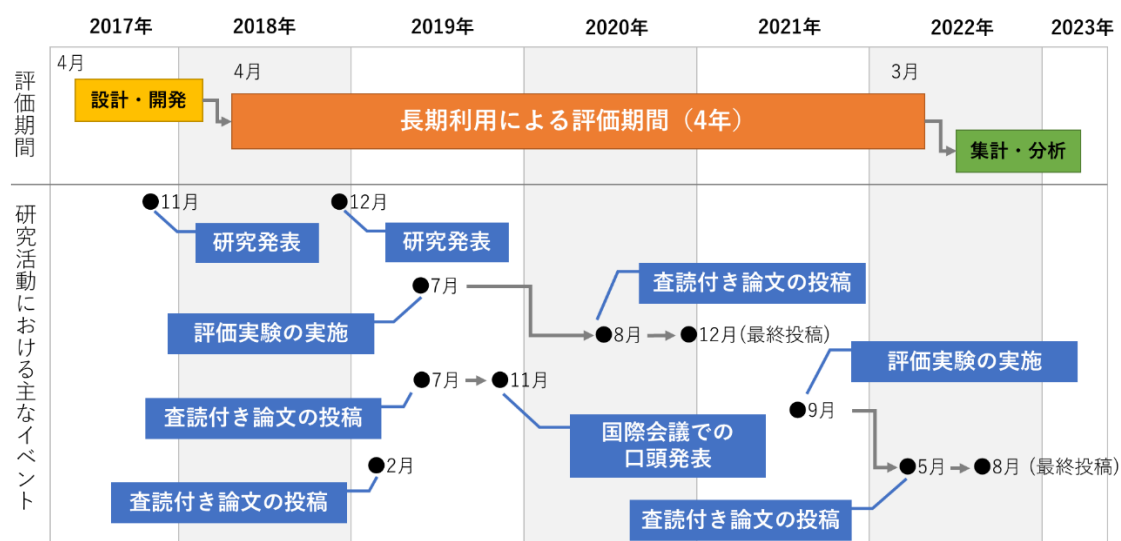 2017年 2018年 2019年 2020年 2021年 2022年 2023年
評価期間
4月
4月
3月
設計・開発
長期利用による評価期間（4年）
集計・分析
研究活動における主なイベント
11月
12月
研究発表
研究発表
7月
査読付き論文の投稿
評価実験の実施
8月
12月(最終投稿)
評価実験の実施
7月
11月
9月
査読付き論文の投稿
国際会議での
口頭発表
2月
5月
8月 (最終投稿)
査読付き論文の投稿
査読付き論文の投稿